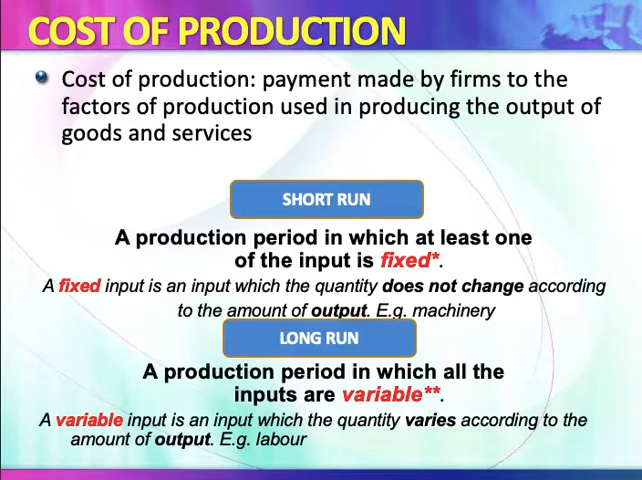 COST OF PRODUCTION
Cost of production: payment made by firms to the
factors of production used in producing the output of
goods and services
SHORT RUN
A production period in which at least one
of the input is fixed*.
A fixed input is an input which the quantity does not change according
to the amount of output. E.g. machinery
LONG RUN
A production period in which all the
inputs are variable**.
A variable input is an input which the quantity varies according to the
amount of output. E.g. labour